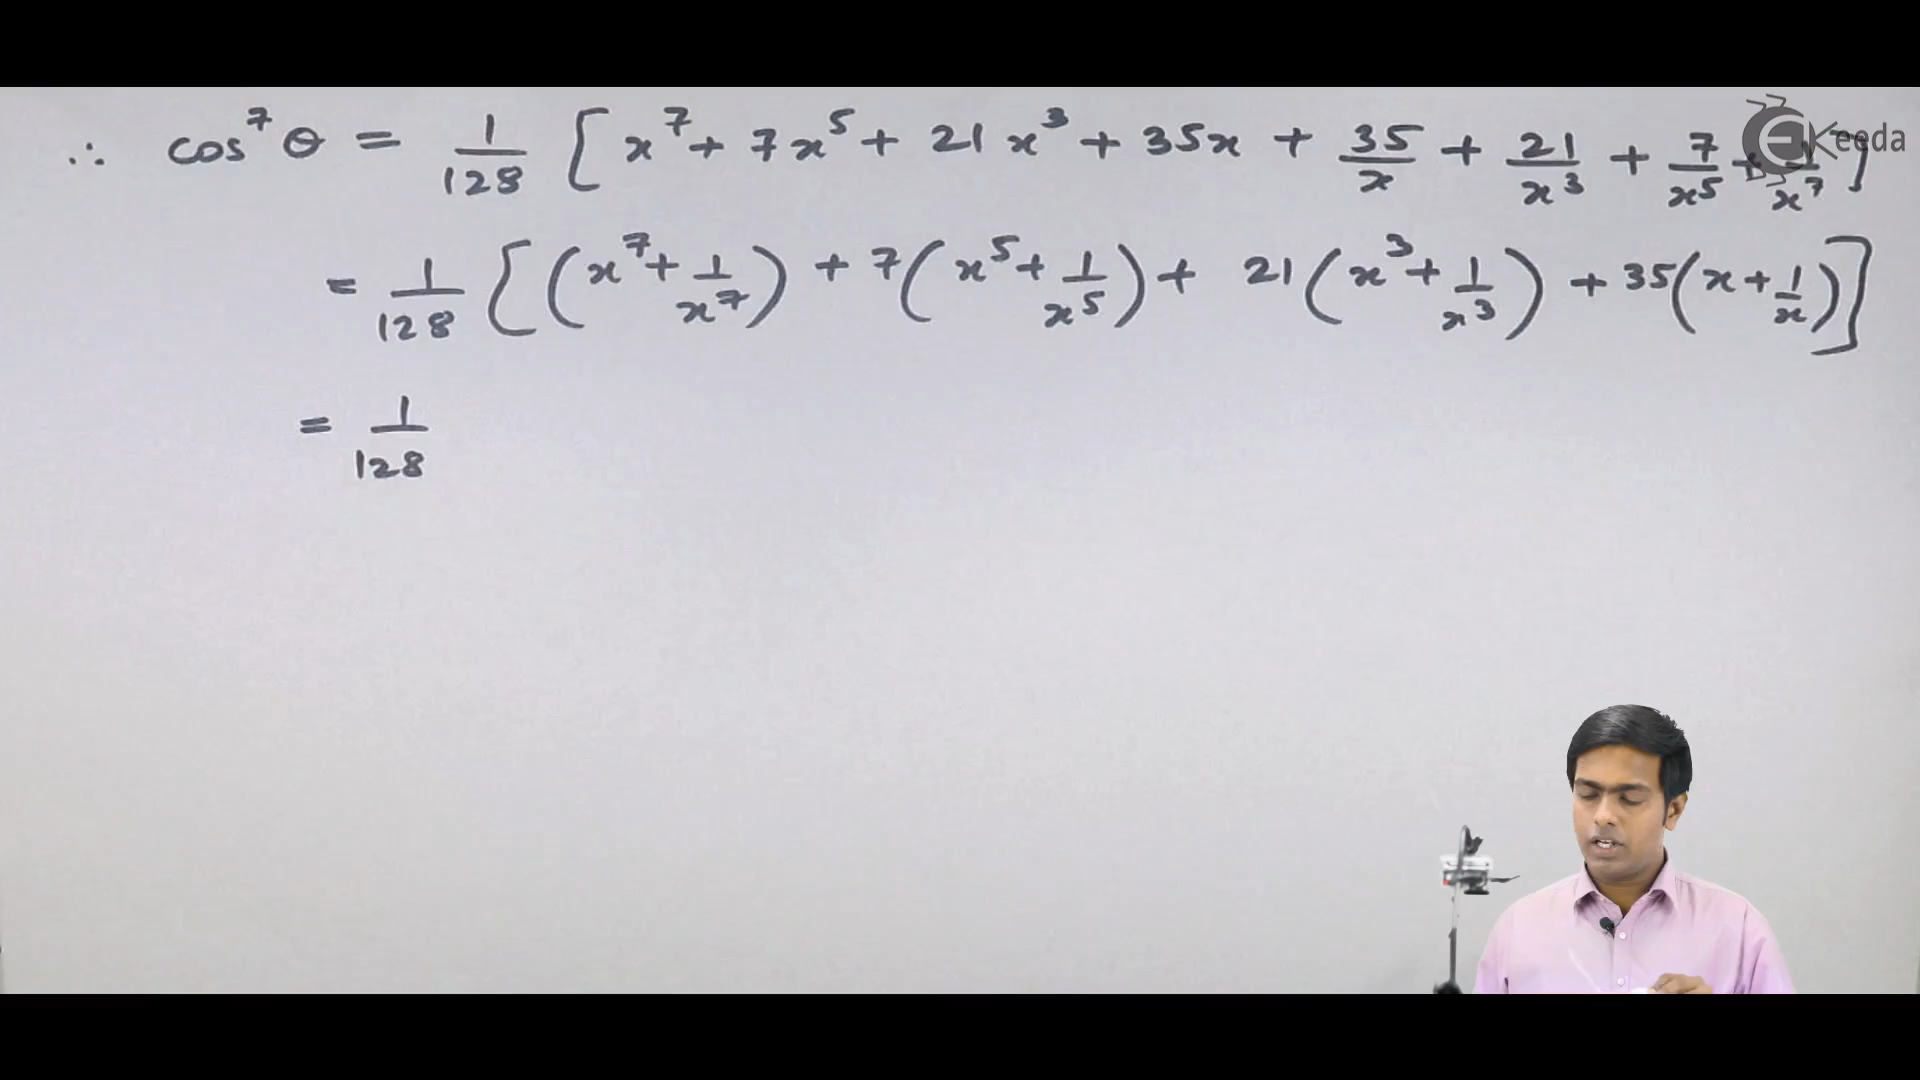 ∴ cos⁷θ = 1/128 [x⁷ + 7x⁵ + 21x³ + 35x + 35/x + 21/x³ + 7/x⁵ + 1/x⁷]
= 1/128 [(x⁷ + 1/x⁷) + 7(x⁵ + 1/x⁵) + 21(x³ + 1/x³) + 35(x + 1/x)]
= 1/128
EKeeda